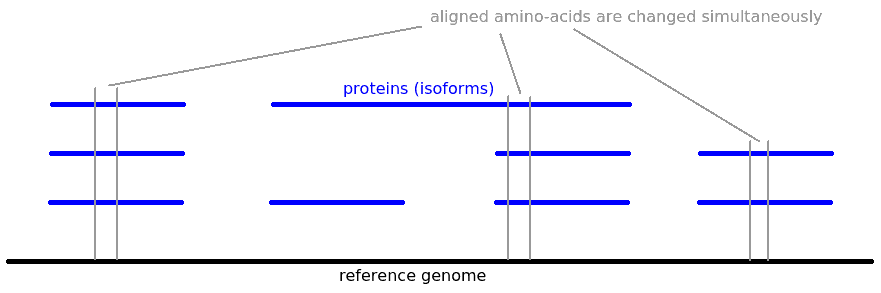 aligned amino-acids are changed simultaneously
proteins (isoforms)
reference genome